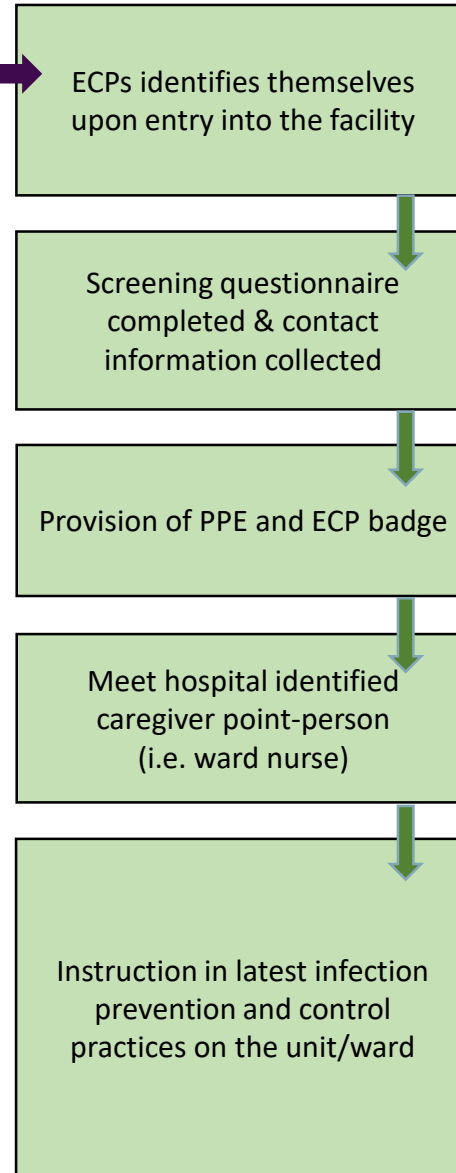 ECPs identifies themselves
upon entry into the facility
Screening questionnaire
completed & contact
information collected
Provision of PPE and ECP badge
Meet hospital identified
caregiver point-person
(i.e. ward nurse)
Instruction in latest infection
prevention and control
practices on the unit/ward